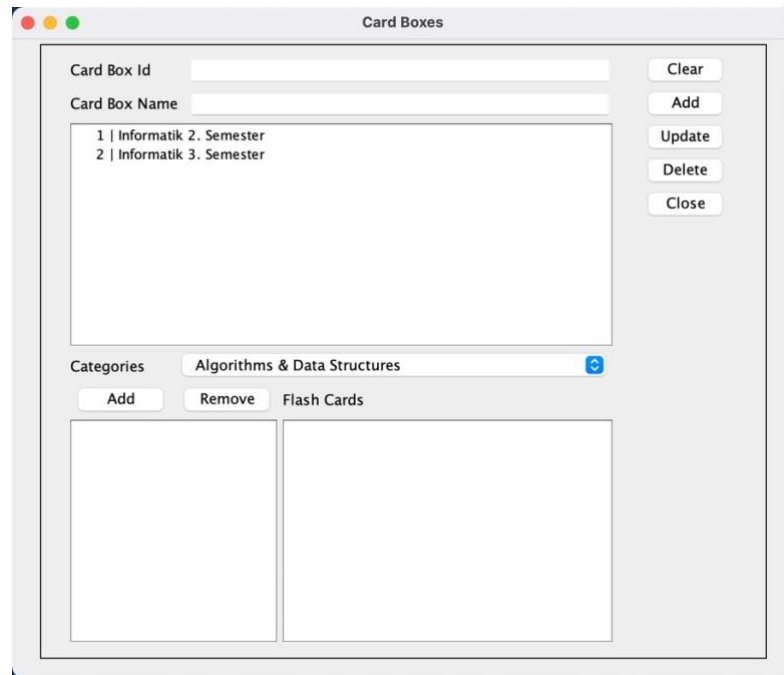 Card Boxes
Card Box Id
Clear
Card Box Name
Add
1 | Informatik 2. Semester
2 | Informatik 3. Semester
Update
Delete
Close
Categories
Algorithms & Data Structures
Add
Remove
Flash Cards